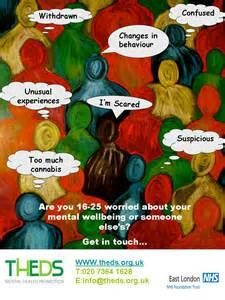 Withdrawn
Confused
Changes in
behaviour
Unusual
experiences
I'm Scared
Suspicious
Too much
cannabis
Are you 16-25 worried about your
mental wellbeing or someone
else's?
Get in touch...
THEDS
MENTAL HEALTH PROMOTION
WWW.theds.org.uk
T:020 7364 1628
E:info@theds.org.uk
East London NHS
NHS Foundation Trust